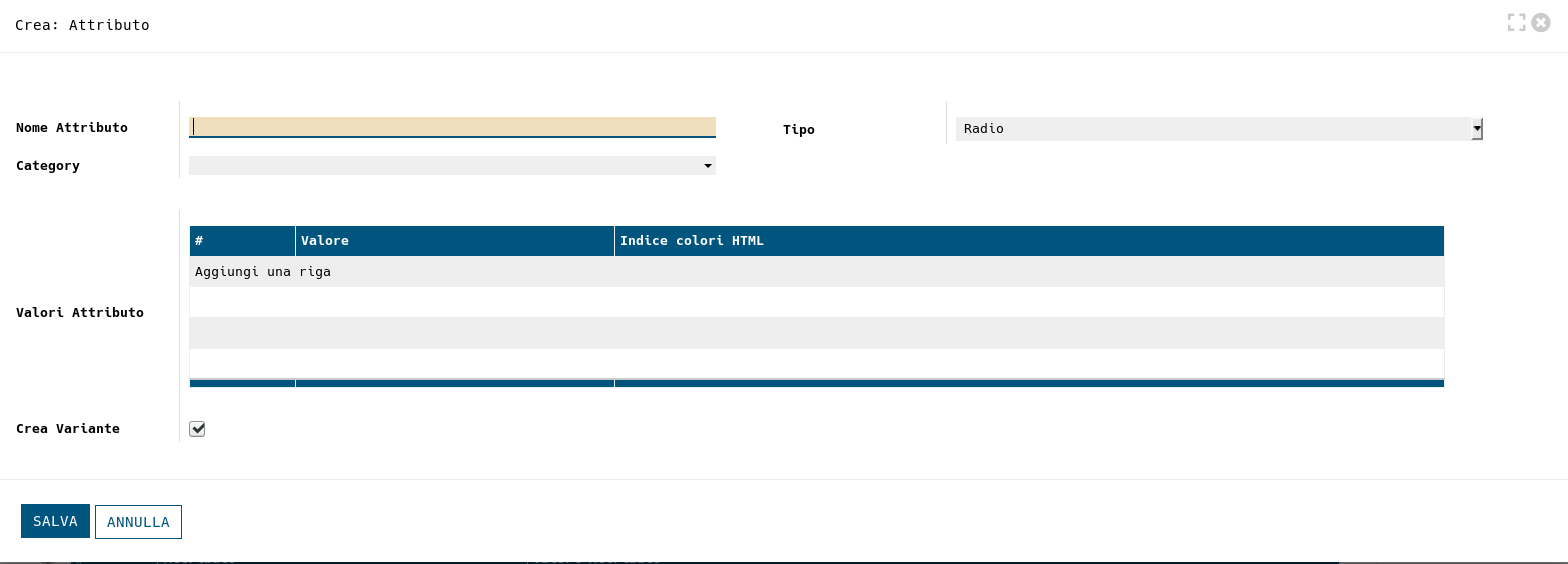 Crea: Attributo
Nome Attributo
Tipo
Radio
Category
Valori Attributo
# Valore Indice colori HTML
Aggiungi una riga
Crea Variante
SALVA ANNULLA